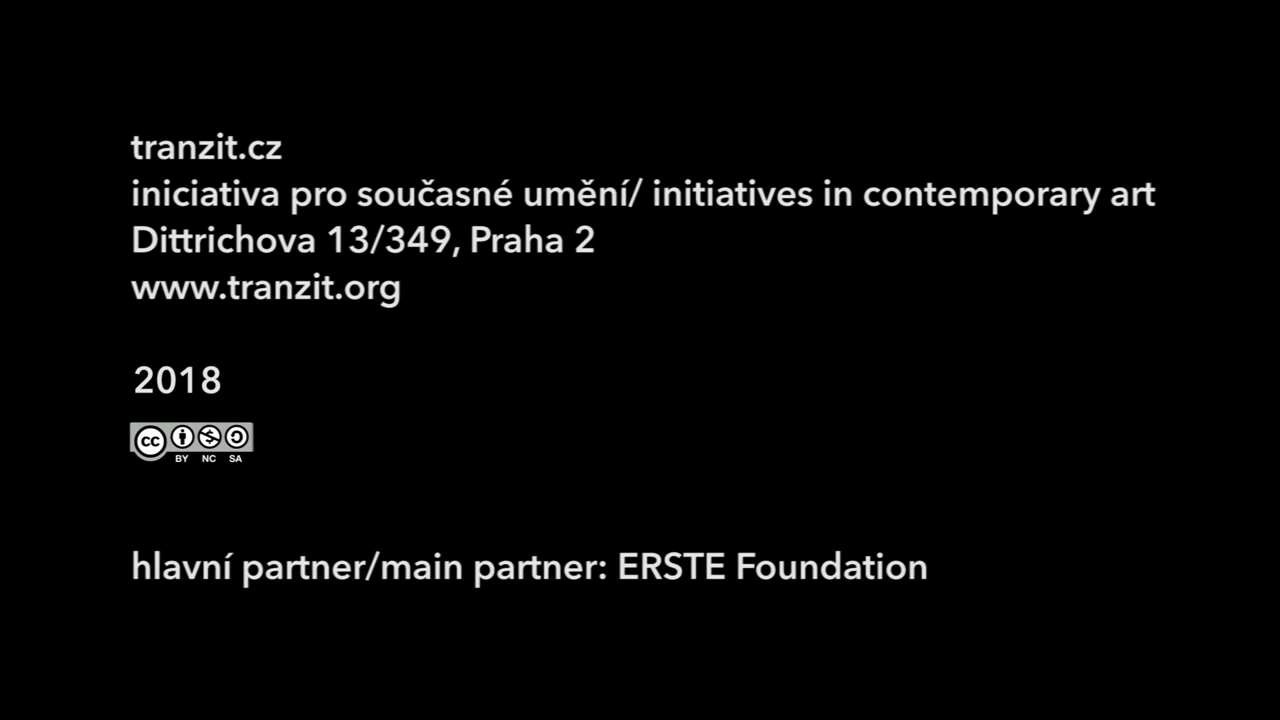 tranzit.cz
iniciativa pro současné umění/ initiatives in contemporary art
Dittrichova 13/349, Praha 2
www.tranzit.org
2018
cc BY NC SA
hlavní partner/main partner: ERSTE Foundation